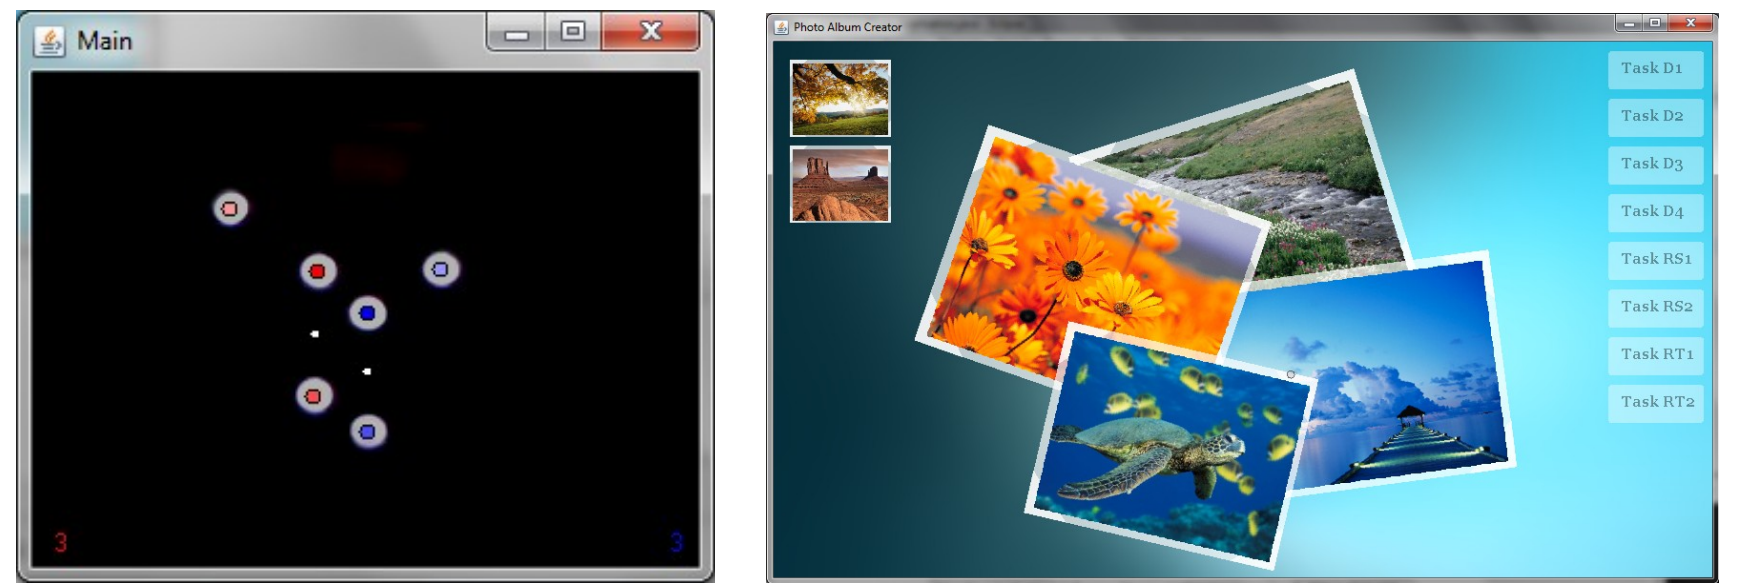 Main
3
3
Photo Album Creator
Task D1
Task D2
Task D3
Task D4
Task RS1
Task RS2
Task RT1
Task RT2